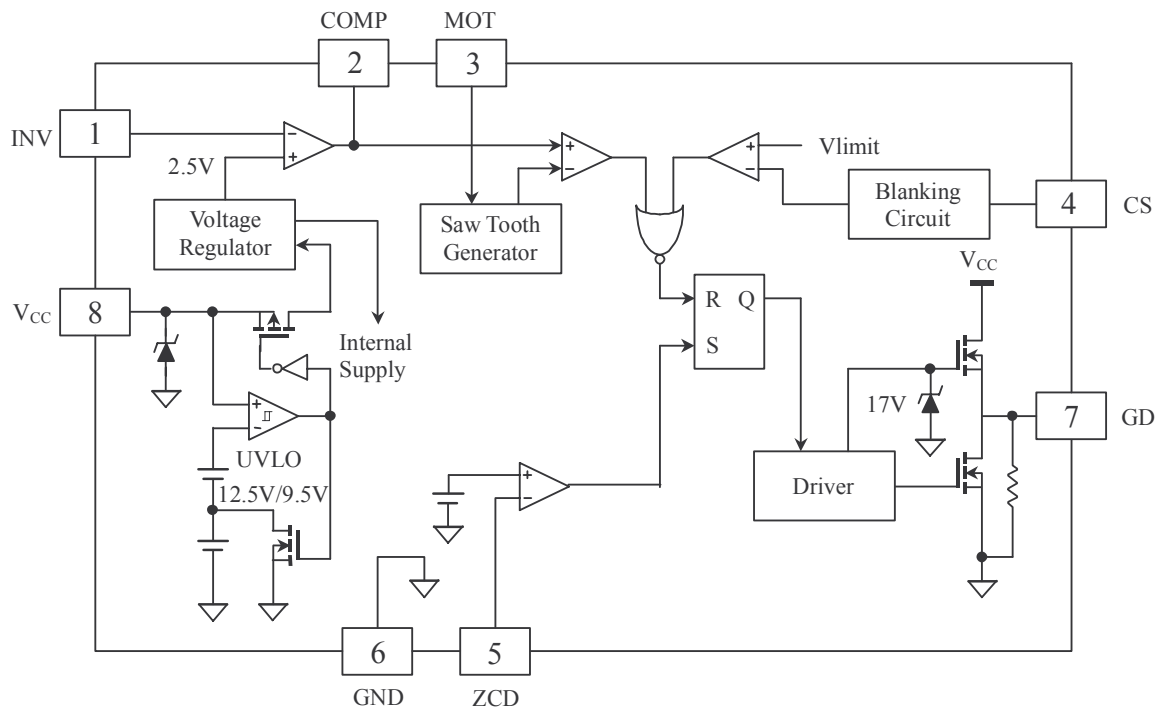 COMP
MOT
2
3
INV
1
2.5V
−
+
+
−
+
−
Vlimit
Voltage
Regulator
Saw Tooth
Generator
Blanking
Circuit
4
CS
VCC
8
VCC
R Q
S
Internal
Supply
+
−
UVLO
12.5V/9.5V
17V
7
GD
+
−
Driver
6
5
GND
ZCD